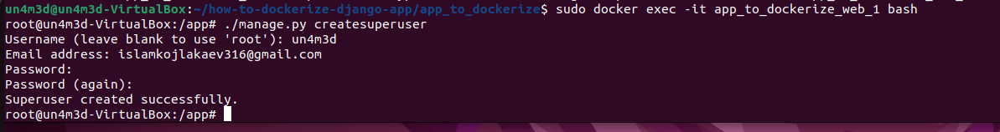 un4m3d@un4m3d-VirtualBox:~/how-to-dockerize-django-app/app_to_dockerize$ sudo docker exec -it app_to_dockerize_web_1 bash
root@un4m3d-VirtualBox:/app# ./manage.py createsuperuser
Username (leave blank to use 'root'): un4m3d
Email address: islamkojlakaev316@gmail.com
Password:
Password (again):
Superuser created successfully.
root@un4m3d-VirtualBox:/app#